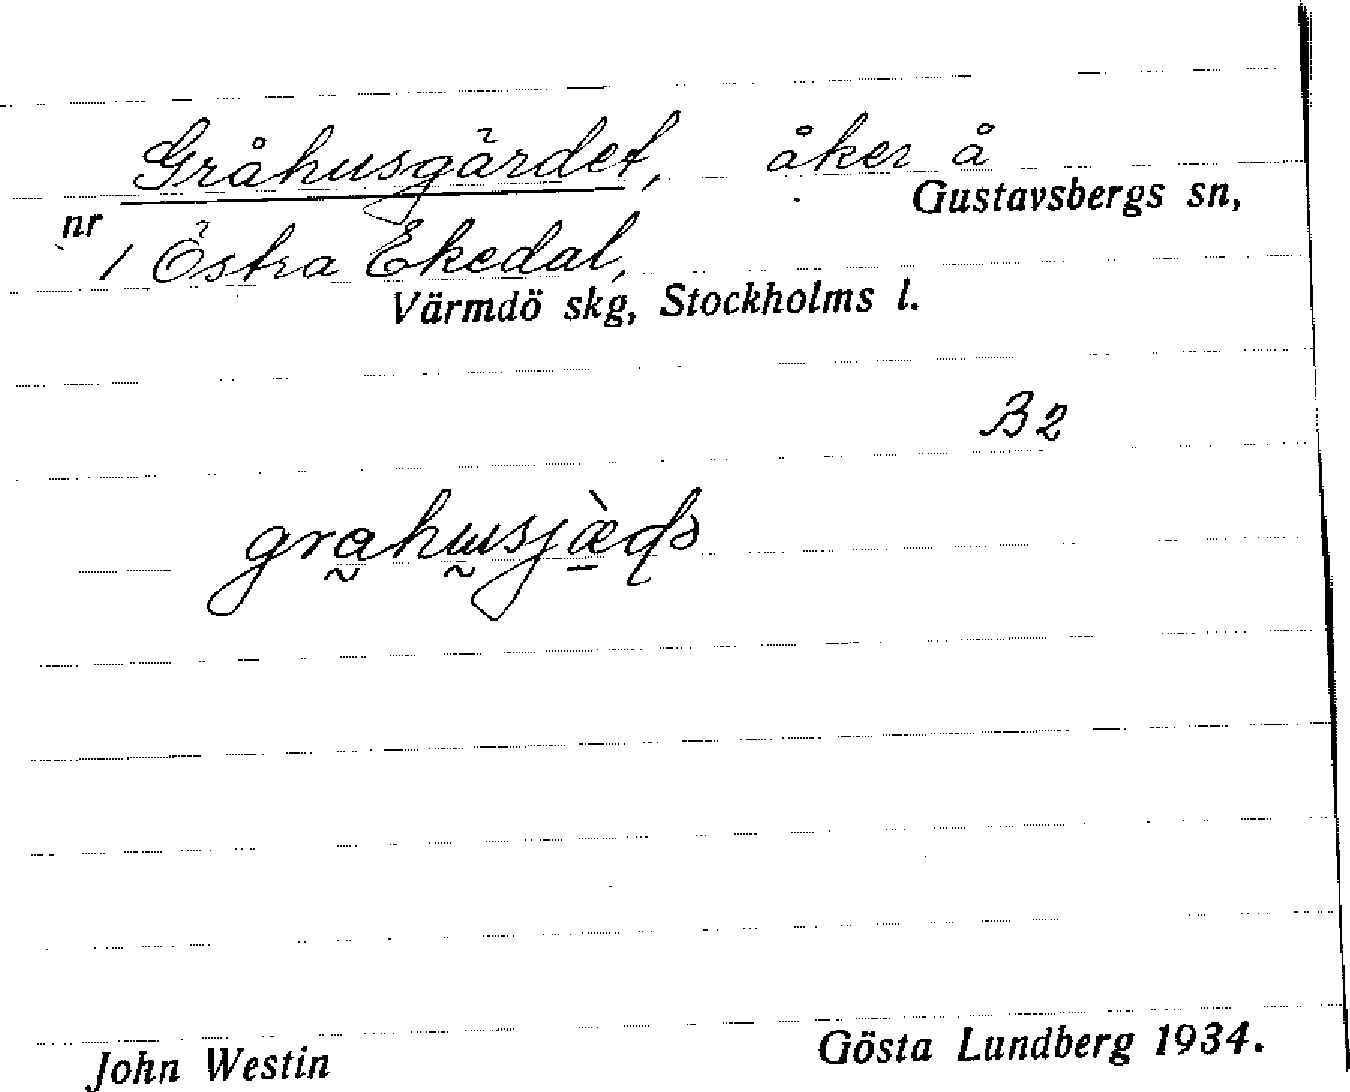 Gråhusgärdet, åker å
Gustavsbergs sn,
nr
1 Östra Ekedal,
Värmdö skg, Stockholms l.
B2
John Westin
Gösta Lundberg 1934.